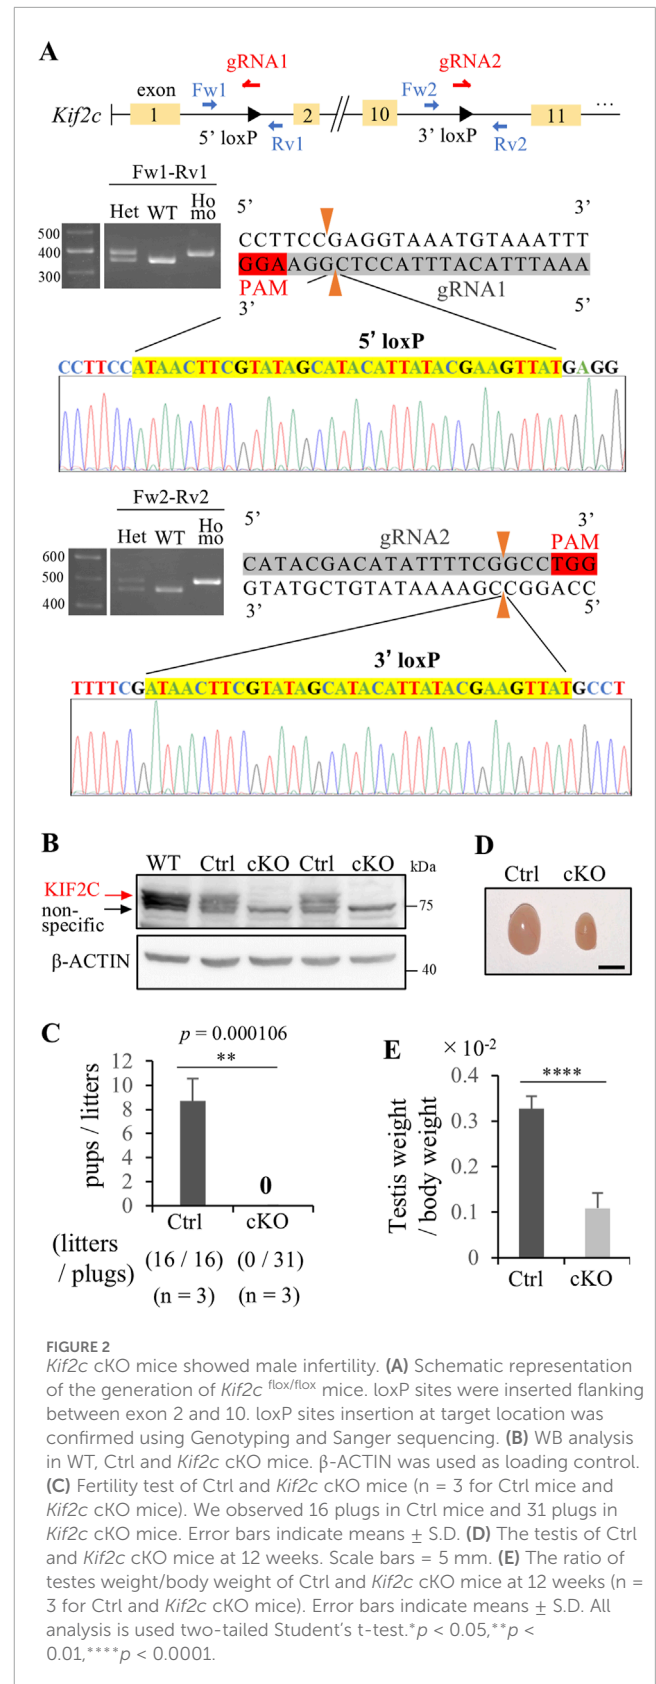 A
gRNA1
gRNA2
exon
Fw1
Fw2
Kif2c
1
2
10
11
...
5' loxP
3' loxP
Rv1
Rv2
Fw1-Rv1
Het WT Ho mo
500
400
300
5'
3'
CCTTCCGAGGTAAATGTAAATTT
GGAAGGCTCCATTTACATTTAAA
PAM
gRNA1
3'
5'
5' loxP
CCTTCCATAACTTCGTATAGCATACATTATACGAAGTTATGAGG
Fw2-Rv2
Het WT Ho mo
600
500
400
5'
3'
gRNA2
PAM
CATACGACATATTTTCGGCCTGG
GTATGCTGTATAAAAGCCGGACC
3'
5'
3' loxP
TTTTCGATAACTTCGTATAGCATACATTATACGAAGTTATGCCT
B
WT Ctrl cKO Ctrl cKO kDa
KIF2C
non-
specific
75
β-ACTIN
40
D
Ctrl cKO
C
p = 0.000106
**
pups / litters
12
10
8
6
4
2
0
0
Ctrl cKO
(litters / plugs)
(16 / 16) (0 / 31)
(n = 3) (n = 3)
E
× 10-2
Testis weight / body weight
****
0.4
0.3
0.2
0.1
0
Ctrl cKO
FIGURE 2
Kif2c cKO mice showed male infertility. (A) Schematic representation
of the generation of Kif2c flox/flox mice. loxP sites were inserted flanking
between exon 2 and 10. loxP sites insertion at target location was
confirmed using Genotyping and Sanger sequencing. (B) WB analysis
in WT, Ctrl and Kif2c cKO mice. β-ACTIN was used as loading control.
(C) Fertility test of Ctrl and Kif2c cKO mice (n = 3 for Ctrl mice and
Kif2c cKO mice). We observed 16 plugs in Ctrl mice and 31 plugs in
Kif2c cKO mice. Error bars indicate means ± S.D. (D) The testis of Ctrl
and Kif2c cKO mice at 12 weeks. Scale bars = 5 mm. (E) The ratio of
testes weight/body weight of Ctrl and Kif2c cKO mice at 12 weeks (n =
3 for Ctrl and Kif2c cKO mice). Error bars indicate means ± S.D. All
analysis is used two-tailed Student's t-test.*p < 0.05,**p <
0.01,****p < 0.0001.